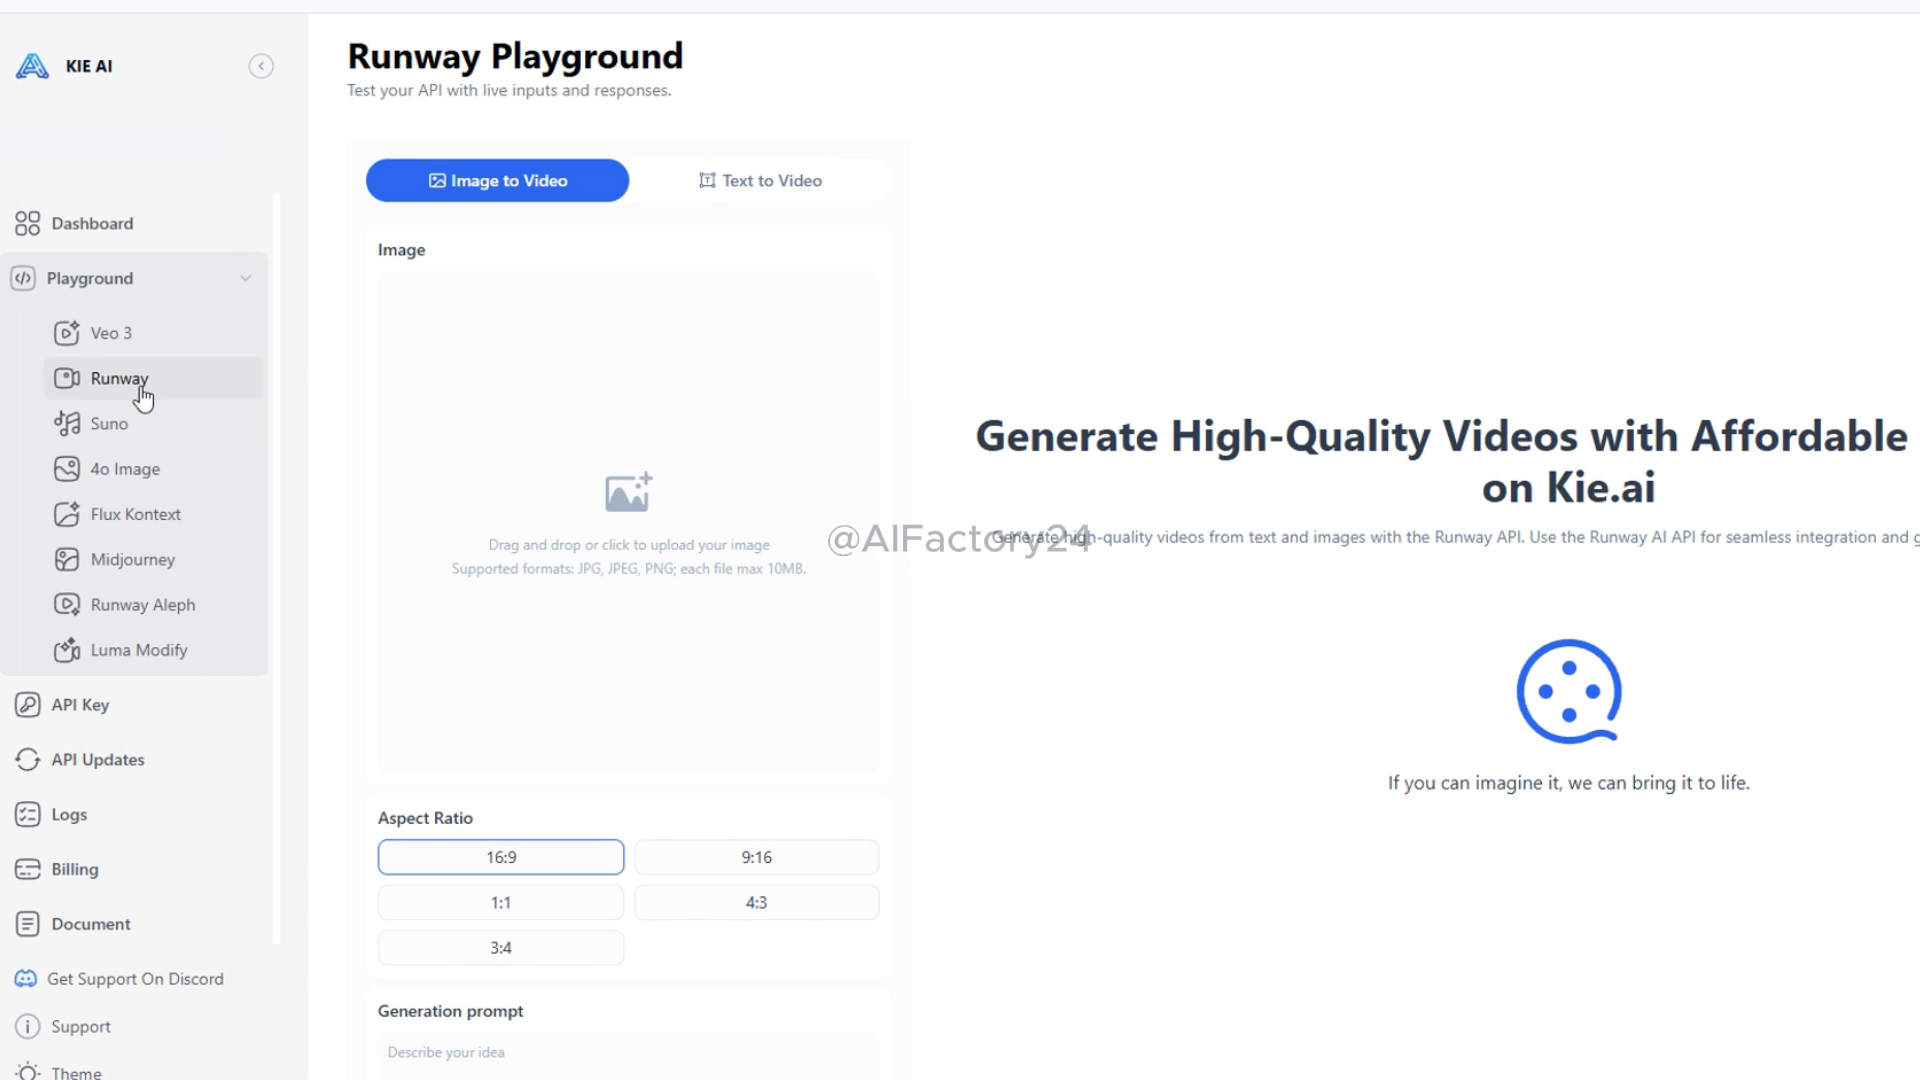 KIE AI
Dashboard
Playground
Veo 3
Runway
Suno
4o Image
Flux Kontext
Midjourney
Runway Aleph
Luma Modify
API Key
API Updates
Logs
Billing
Document
Get Support On Discord
Support
Theme
Runway Playground
Test your API with live inputs and responses.
Image to Video
Text to Video
Image
Drag and drop or click to upload your image
Supported formats: JPG, JPEG, PNG; each file max 10MB.
Aspect Ratio
16:9
9:16
1:1
4:3
3:4
Generation prompt
Describe your idea
Generate High-Quality Videos with Affordable
on Kie.ai
Generate high-quality videos from text and images with the Runway API. Use the Runway AI API for seamless integration and
If you can imagine it, we can bring it to life.
@AIFactory24